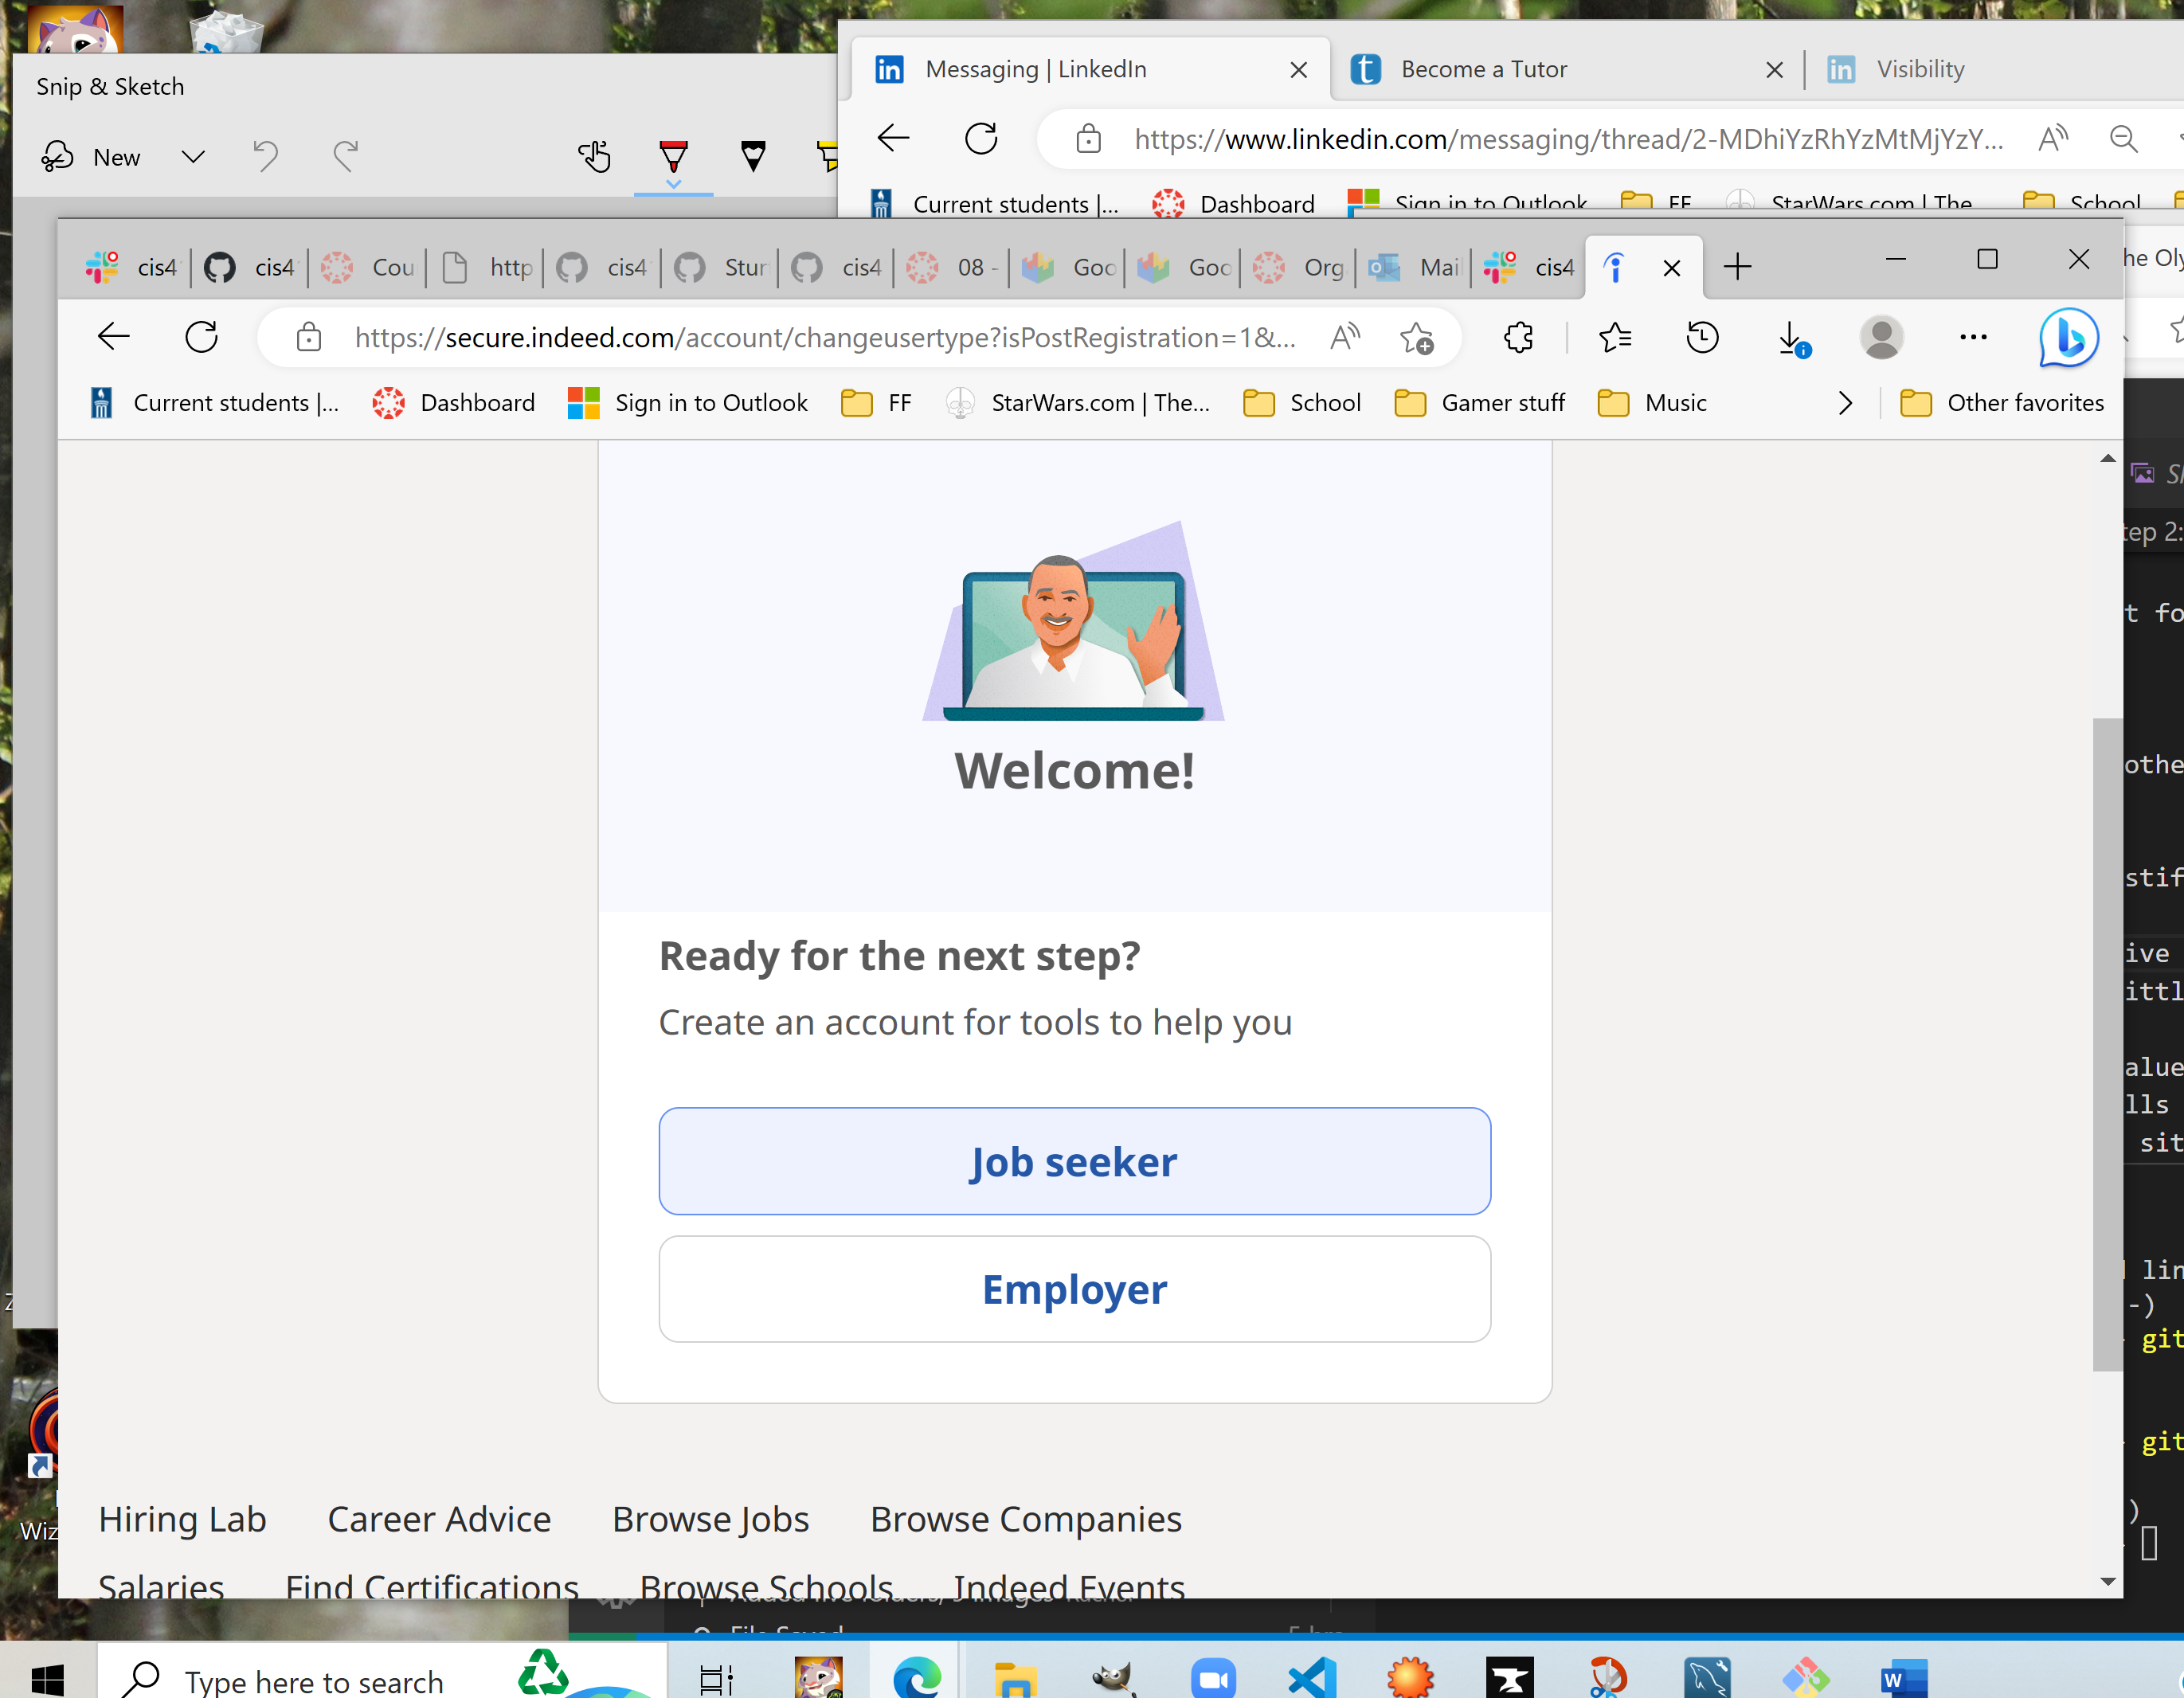 Snip & Sketch
New
Messaging | LinkedIn
Become a Tutor
Visibility
https://www.linkedin.com/messaging/thread/2-MDhiYzRhYzMtMjYzY...
Current students |...
Dashboard
Sign in to Outlook
FF
StarWars.com | The
School
cis4
cis4
Cou
http
cis4
Stur
cis4
08 -
Goo
Goo
Org
Mail
cis4
he Oly
https://secure.indeed.com/account/changeusertype?isPostRegistration=1&...
Current students |...
Dashboard
Sign in to Outlook
FF
StarWars.com | The...
School
Gamer stuff
Music
Other favorites
tep 2:
t fo
othe
stif
ive
ittl
alue
lls
sit
lin
-)
git
git
)
Welcome!
Ready for the next step?
Create an account for tools to help you
Job seeker
Employer
Hiring Lab
Career Advice
Browse Jobs
Browse Companies
Salaries
Find Certifications
Browse Schools
Indeed Events
Wiz
File Saved
Type here to search